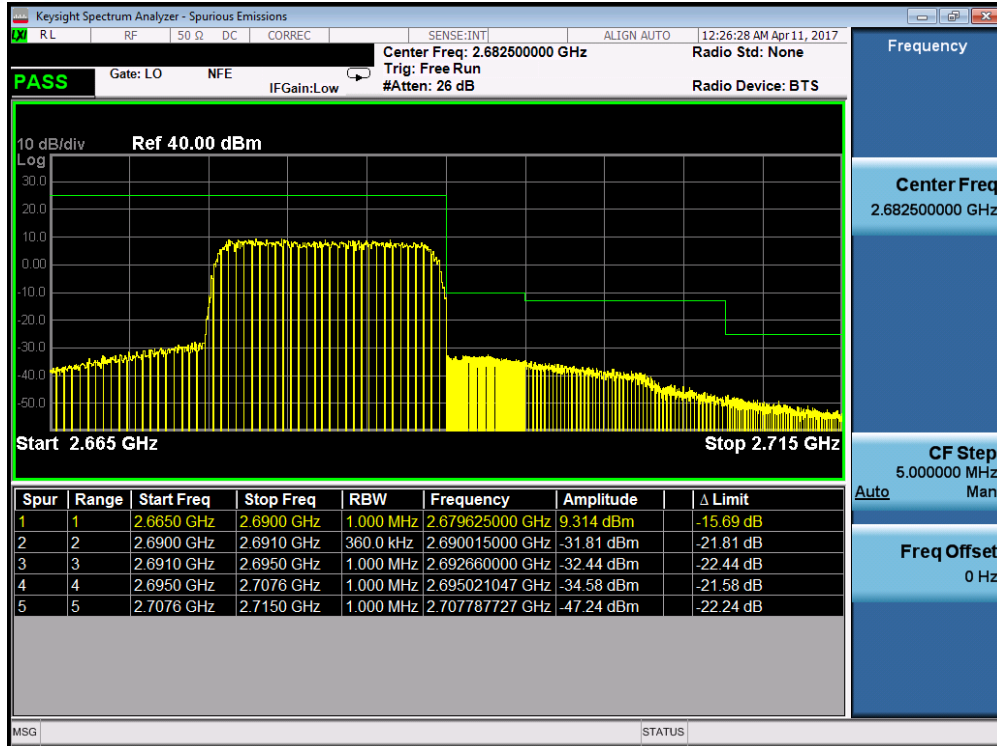 Keysight Spectrum Analyzer - Spurious Emissions
LXI RL RF 50 Ω DC CORREC SENSE:INT ALIGN AUTO 12:26:28 AM Apr 11, 2017
Center Freq: 2.682500000 GHz Radio Std: None
PASS Gate: LO NFE Trig: Free Run
IFGain:Low #Atten: 26 dB Radio Device: BTS
10 dB/div Ref 40.00 dBm
Log
30.0
20.0
10.0
0.00
-10.0
-20.0
-30.0
-40.0
-50.0
Start 2.665 GHz Stop 2.715 GHz
Spur Range Start Freq Stop Freq RBW Frequency Amplitude Δ Limit
1 1 2.6650 GHz 2.6900 GHz 1.000 MHz 2.679625000 GHz 9.314 dBm -15.69 dB
2 2 2.6900 GHz 2.6910 GHz 360.0 kHz 2.690015000 GHz -31.81 dBm -21.81 dB
3 3 2.6910 GHz 2.6950 GHz 1.000 MHz 2.692660000 GHz -32.44 dBm -22.44 dB
4 4 2.6950 GHz 2.7076 GHz 1.000 MHz 2.695021047 GHz -34.58 dBm -21.58 dB
5 5 2.7076 GHz 2.7150 GHz 1.000 MHz 2.707787727 GHz -47.24 dBm -22.24 dB
Frequency
Center Freq
2.682500000 GHz
CF Step
5.000000 MHz
Auto Man
Freq Offset
0 Hz
MSG STATUS